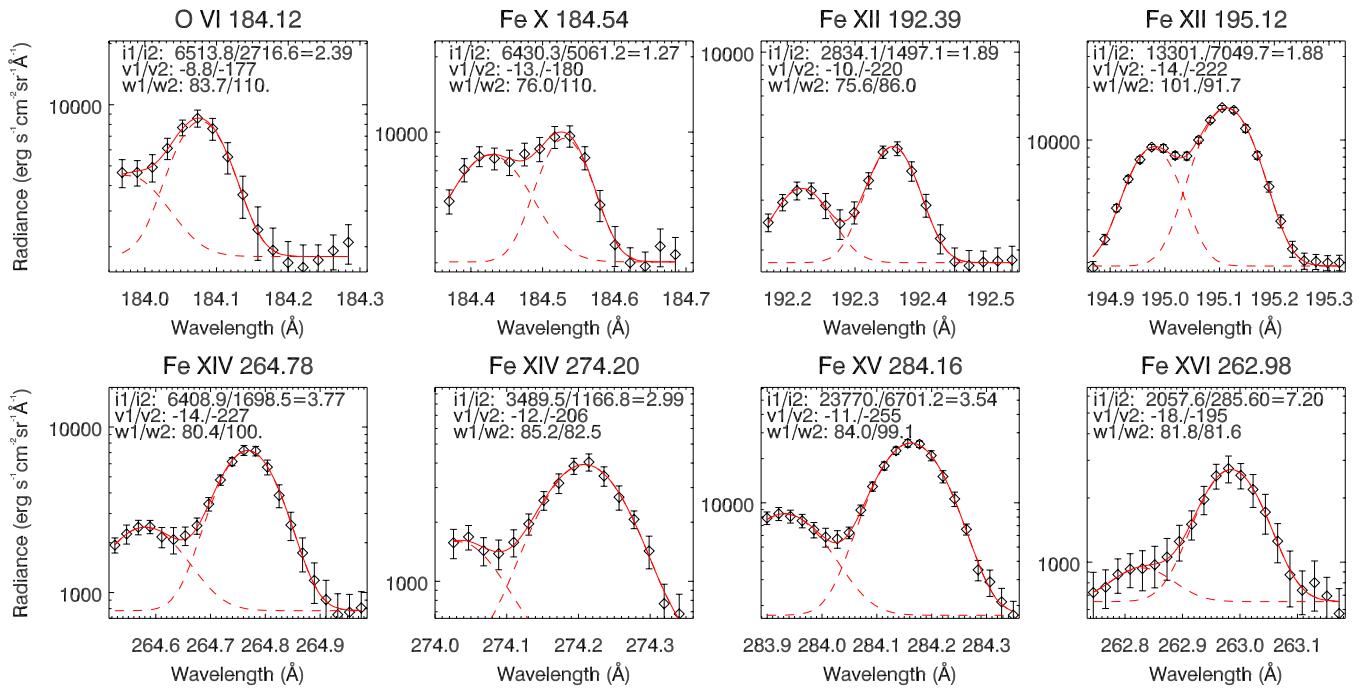 O VI 184.12
i1/i2: 6513.8/2716.6=2.39
v1/v2: -8.8/-177
w1/w2: 83.7/110.
10000
184.0 184.1 184.2 184.3
Wavelength (Å)
Radiance (erg s⁻¹ cm⁻² sr⁻¹ Å⁻¹)
Fe X 184.54
i1/i2: 6430.3/5061.2=1.27
v1/v2: -13./-180
w1/w2: 76.0/110.
10000
184.4 184.5 184.6 184.7
Wavelength (Å)
Fe XII 192.39
i1/i2: 2834.1/1497.1=1.89
v1/v2: -10./-220
w1/w2: 75.6/86.0
10000
192.2 192.3 192.4 192.5
Wavelength (Å)
Fe XII 195.12
i1/i2: 13301./7049.7=1.88
v1/v2: -14./-222
w1/w2: 101./91.7
10000
194.9 195.0 195.1 195.2 195.3
Wavelength (Å)
Fe XIV 264.78
i1/i2: 6408.9/1698.5=3.77
v1/v2: -14./-227
w1/w2: 80.4/100.
10000
1000
264.6 264.7 264.8 264.9
Wavelength (Å)
Radiance (erg s⁻¹ cm⁻² sr⁻¹ Å⁻¹)
Fe XIV 274.20
i1/i2: 3489.5/1166.8=2.99
v1/v2: -12./-206
w1/w2: 85.2/82.5
1000
274.0 274.1 274.2 274.3
Wavelength (Å)
Fe XV 284.16
i1/i2: 23770./6701.2=3.54
v1/v2: -11./-255
w1/w2: 84.0/99.1
10000
283.9 284.0 284.1 284.2 284.3
Wavelength (Å)
Fe XVI 262.98
i1/i2: 2057.6/285.60=7.20
v1/v2: -18./-195
w1/w2: 81.8/81.6
1000
262.8 262.9 263.0 263.1
Wavelength (Å)